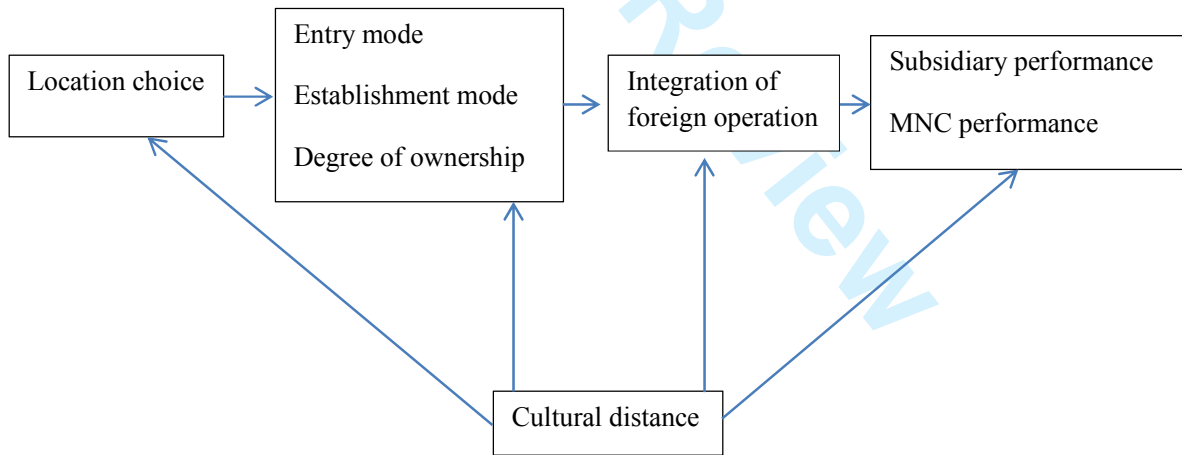 Location choice
Entry mode
Establishment mode
Degree of ownership
Integration of
foreign operation
Subsidiary performance
MNC performance
Cultural distance
Review